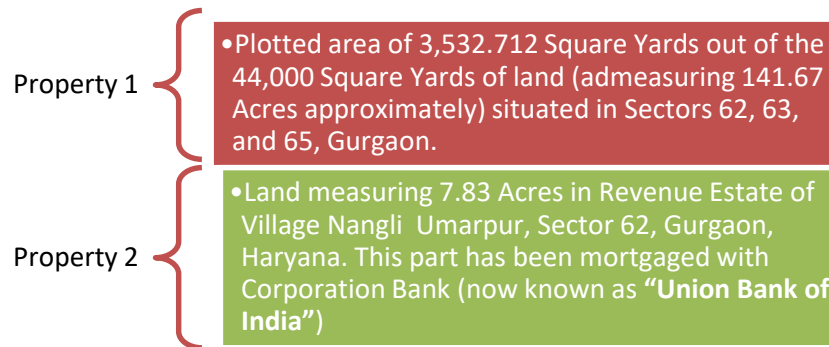 Property 1
•Plotted area of 3,532.712 Square Yards out of the
44,000 Square Yards of land (admeasuring 141.67
Acres approximately) situated in Sectors 62, 63,
and 65, Gurgaon.
Property 2
•Land measuring 7.83 Acres in Revenue Estate of
Village Nangli Umarpur, Sector 62, Gurgaon,
Haryana. This part has been mortgaged with
Corporation Bank (now known as “Union Bank of
India”)